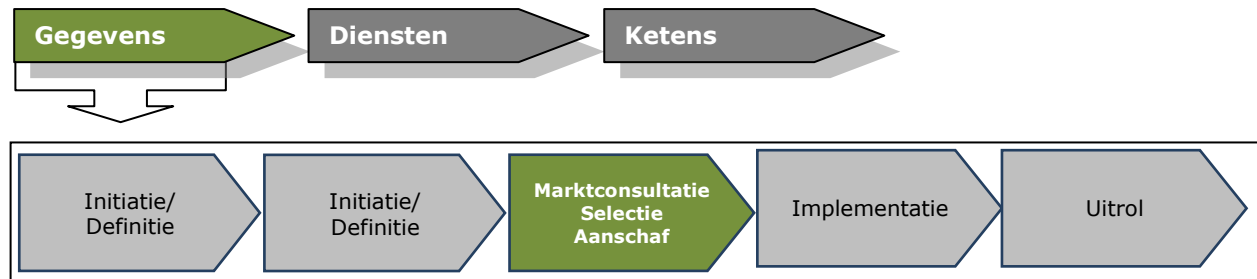 Gegevens
Diensten
Ketens
Initiatie/
Definitie
Initiatie/
Definitie
Marktconsultatie
Selectie
Aanschaf
Implementatie
Uitrol